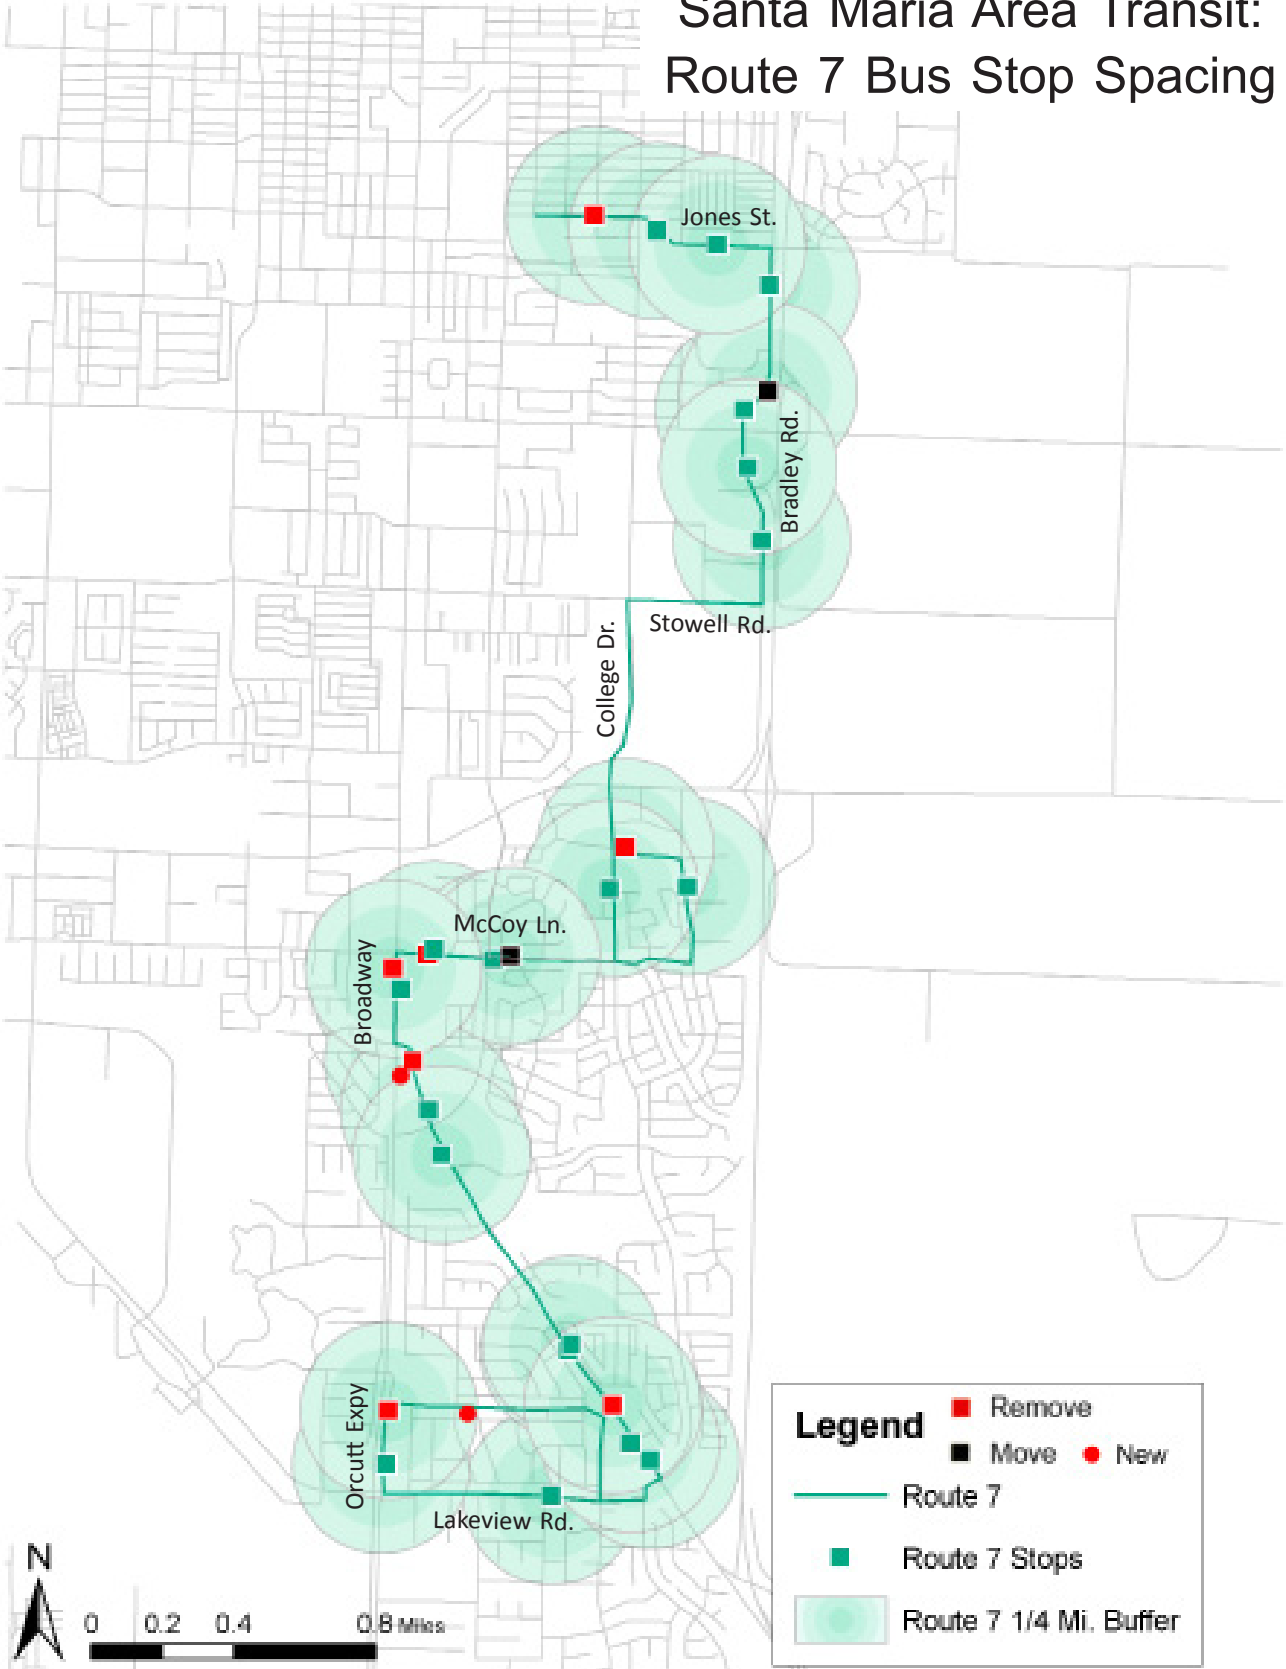 Santa Maria Area Transit:
Route 7 Bus Stop Spacing
Jones St.
Bradley Rd.
Stowell Rd.
College Dr.
McCoy Ln.
Broadway
Orcutt Expy
Lakeview Rd.
Legend
Remove
Move
New
Route 7
Route 7 Stops
Route 7 1/4 Mi. Buffer
N
0 0.2 0.4 0.8 Miles